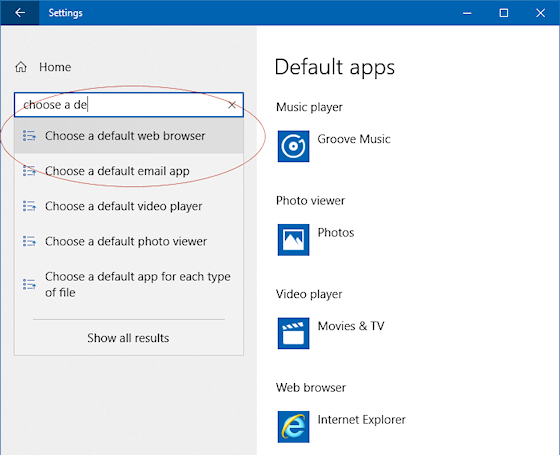 Settings
Home
choose a de
Choose a default web browser
Choose a default email app
Choose a default video player
Choose a default photo viewer
Choose a default app for each type
of file
Show all results
Default apps
Music player
Groove Music
Photo viewer
Photos
Video player
Movies & TV
Web browser
Internet Explorer